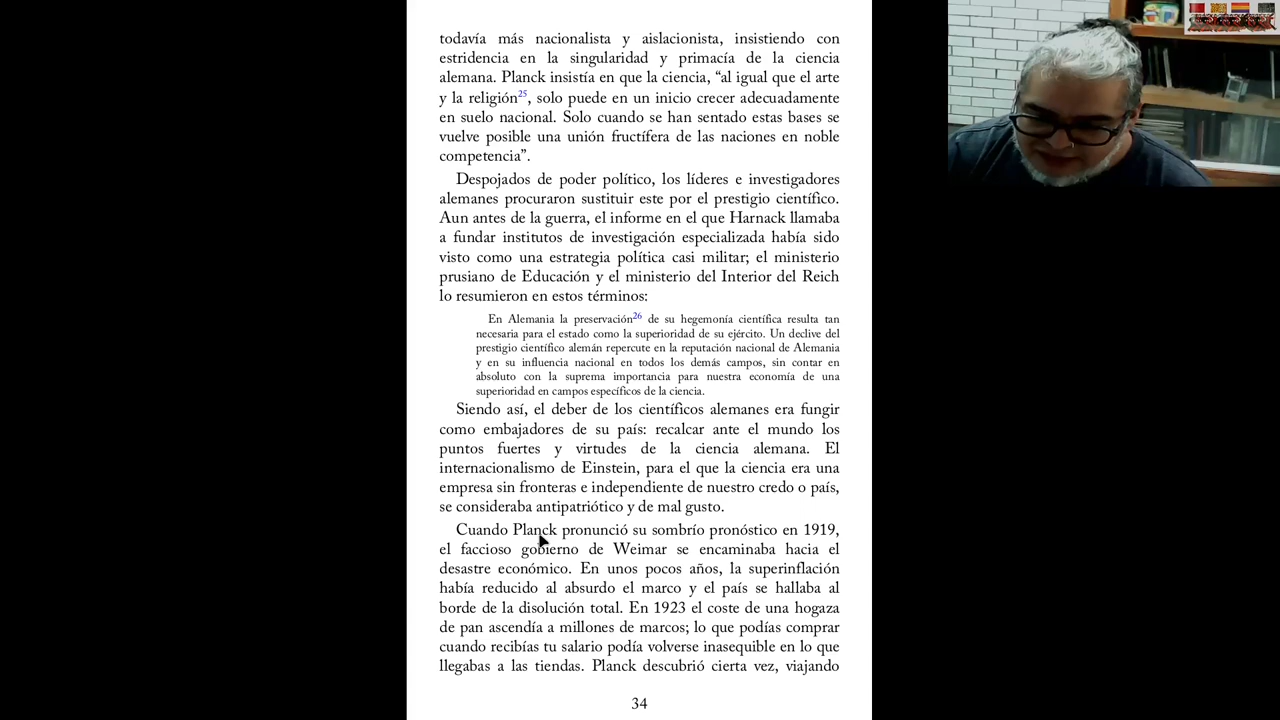 todavía más nacionalista y aislacionista, insistiendo con
estridencia en la singularidad y primacía de la ciencia
alemana. Planck insistía en que la ciencia, “al igual que el arte
y la religión25, solo puede en un inicio crecer adecuadamente
en suelo nacional. Solo cuando se han sentado estas bases se
vuelve posible una unión fructífera de las naciones en noble
competencia”.
Despojados de poder político, los líderes e investigadores
alemanes procuraron sustituir este por el prestigio científico.
Aun antes de la guerra, el informe en el que Harnack llamaba
a fundar institutos de investigación especializada había sido
visto como una estrategia política casi militar; el ministerio
prusiano de Educación y el ministerio del Interior del Reich
lo resumieron en estos términos:
En Alemania la preservación26 de su hegemonía científica resulta tan
necesaria para el estado como la superioridad de su ejército. Un declive del
prestigio científico alemán repercute en la reputación nacional de Alemania
y en su influencia nacional en todos los demás campos, sin contar en
absoluto con la suprema importancia para nuestra economía de una
superioridad en campos específicos de la ciencia.
Siendo así, el deber de los científicos alemanes era fungir
como embajadores de su país: recalcar ante el mundo los
puntos fuertes y virtudes de la ciencia alemana. El
internacionalismo de Einstein, para el que la ciencia era una
empresa sin fronteras e independiente de nuestro credo o país,
se consideraba antipatriótico y de mal gusto.
Cuando Planck pronunció su sombrío pronóstico en 1919,
el faccioso gobierno de Weimar se encaminaba hacia el
desastre económico. En unos pocos años, la superinflación
había reducido al absurdo el marco y el país se hallaba al
borde de la disolución total. En 1923 el coste de una hogaza
de pan ascendía a millones de marcos; lo que podías comprar
cuando recibías tu salario podía volverse inasequible en lo que
llegabas a las tiendas. Planck descubrió cierta vez, viajando
34